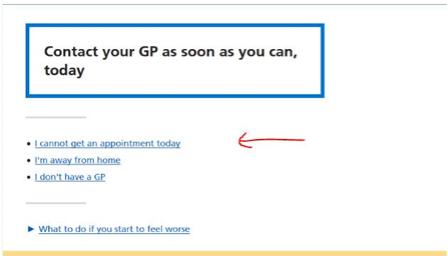 Contact your GP as soon as you can,
today
I cannot get an appointment today
I'm away from home
I don't have a GP
What to do if you start to feel worse